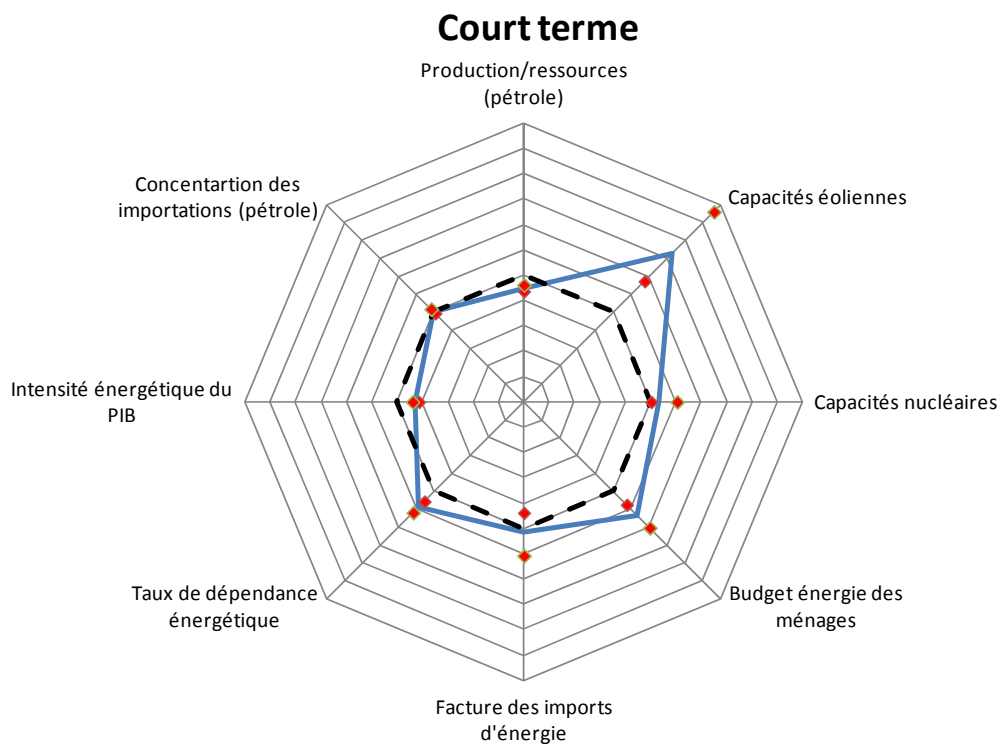 Court terme
Production/ressources
(pétrole)
Capacités éoliennes
Capacités nucléaires
Budget énergie des
ménages
Facture des imports
d'énergie
Taux de dépendance
énergétique
Intensité énergétique du
PIB
Concentartion des
importations (pétrole)